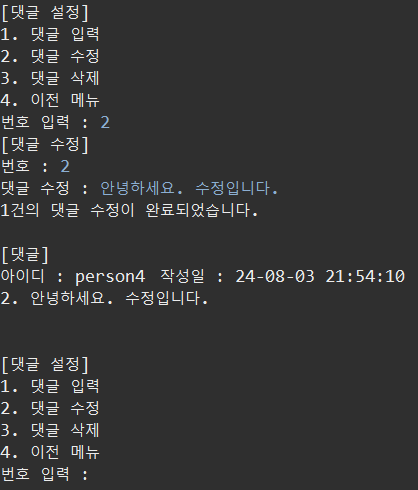 [댓글 설정]
1. 댓글 입력
2. 댓글 수정
3. 댓글 삭제
4. 이전 메뉴
번호 입력 : 2
[댓글 수정]
번호 : 2
댓글 수정 : 안녕하세요. 수정입니다.
1건의 댓글 수정이 완료되었습니다.
[댓글]
아이디 : person4 작성일 : 24-08-03 21:54:10
2. 안녕하세요. 수정입니다.
[댓글 설정]
1. 댓글 입력
2. 댓글 수정
3. 댓글 삭제
4. 이전 메뉴
번호 입력 :